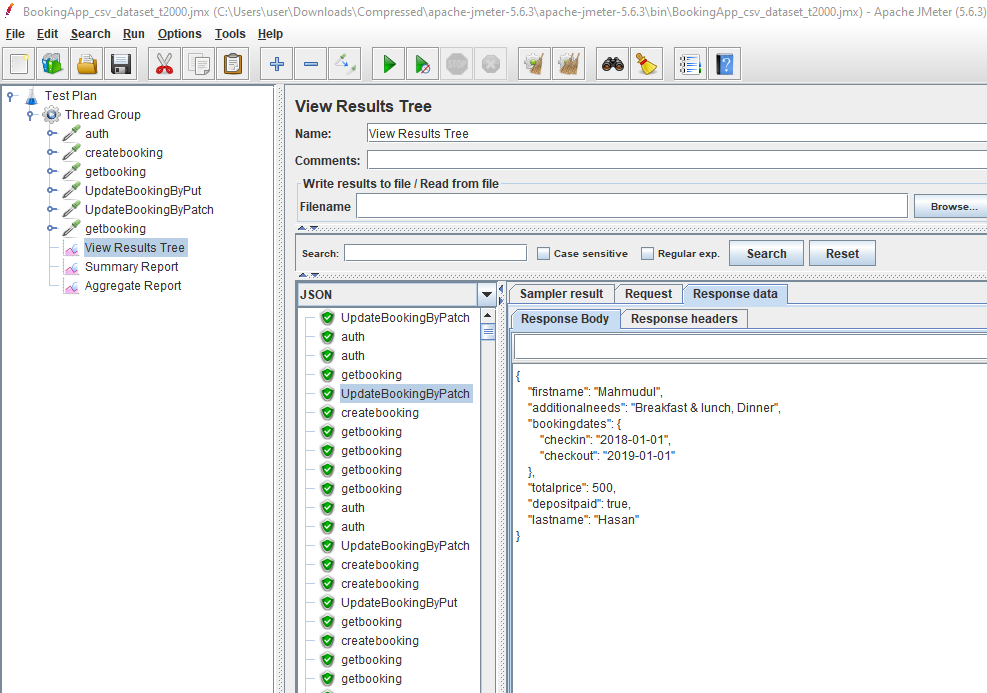 BookingApp_csv_dataset_t2000.jmx (C:\Users\user\Downloads\Compressed\apache-jmeter-5.6.3\apache-jmeter-5.6.3\bin\BookingApp_csv_dataset_t2000.jmx) - Apache JMeter (5.6.3)
File Edit Search Run Options Tools Help
STOP
Test Plan
Thread Group
auth
createbooking
getbooking
UpdateBookingByPut
UpdateBookingByPatch
getbooking
View Results Tree
Summary Report
Aggregate Report
View Results Tree
Name: View Results Tree
Comments:
Write results to file / Read from file
Filename Browse...
Search: Case sensitive Regular exp. Search Reset
JSON
UpdateBookingByPatch
auth
auth
getbooking
UpdateBookingByPatch
createbooking
getbooking
getbooking
getbooking
getbooking
auth
auth
UpdateBookingByPatch
createbooking
createbooking
UpdateBookingByPut
getbooking
createbooking
getbooking
getbooking
Sampler result Request Response data
Response Body Response headers
{
"firstname": "Mahmudul",
"additionalneeds": "Breakfast & lunch, Dinner",
"bookingdates": {
"checkin": "2018-01-01",
"checkout": "2019-01-01"
},
"totalprice": 500,
"depositpaid": true,
"lastname": "Hasan"
}